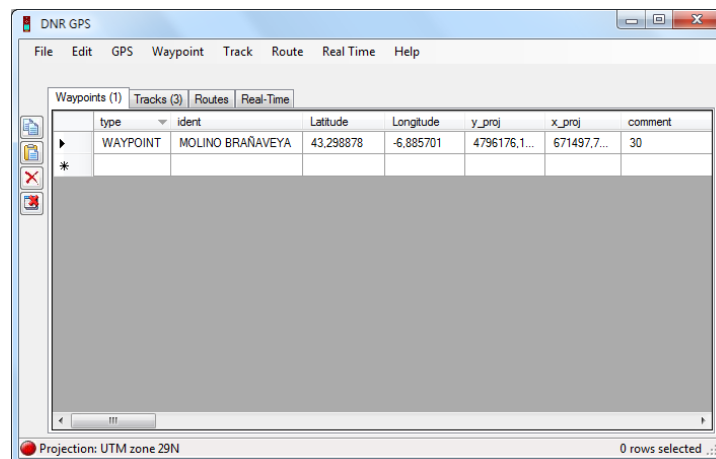 DNR GPS
File Edit GPS Waypoint Track Route Real Time Help
Waypoints (1) Tracks (3) Routes Real-Time
type ident Latitude Longitude y_proj x_proj comment
WAYPOINT MOLINO BRAÑAVEYA 43,298878 -6,885701 4796176,1... 671497,7... 30
Projection: UTM zone 29N 0 rows selected